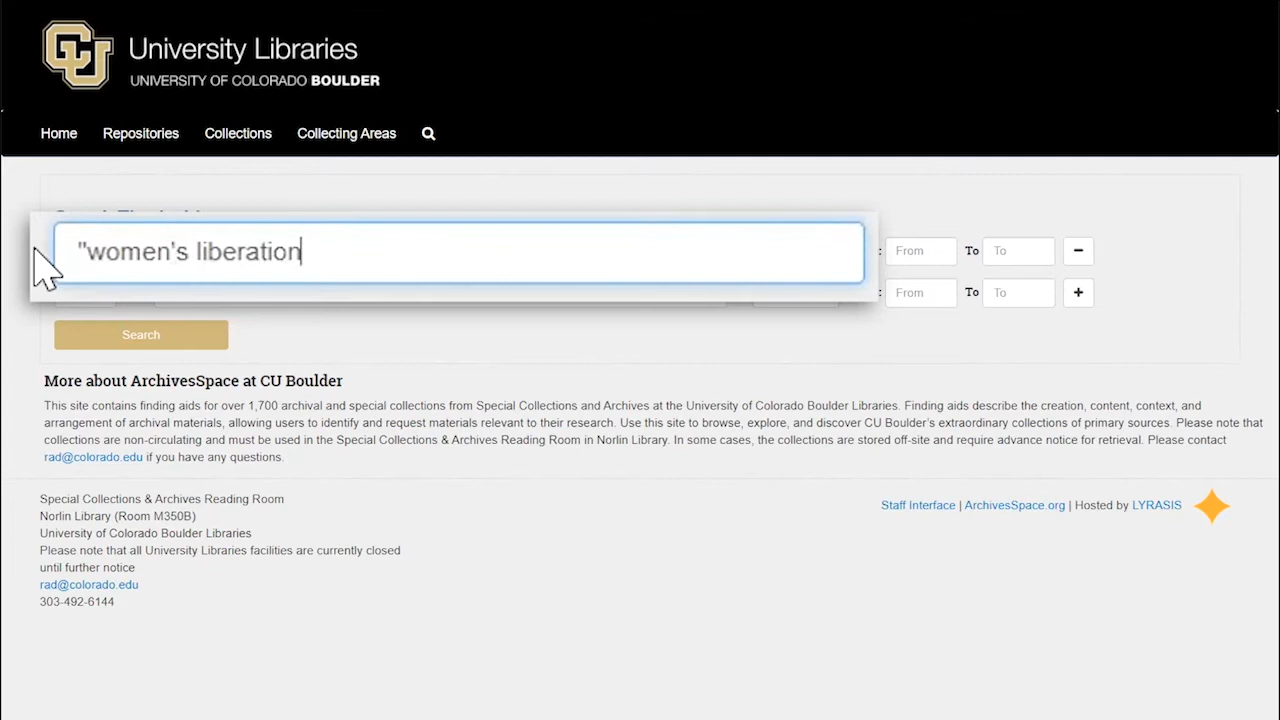 CU
University Libraries
UNIVERSITY OF COLORADO BOULDER
Home Repositories Collections Collecting Areas
"women's liberation
: From To To −
: From To To +
Search
More about ArchivesSpace at CU Boulder
This site contains finding aids for over 1,700 archival and special collections from Special Collections and Archives at the University of Colorado Boulder Libraries. Finding aids describe the creation, content, context, and
arrangement of archival materials, allowing users to identify and request materials relevant to their research. Use this site to browse, explore, and discover CU Boulder's extraordinary collections of primary sources. Please note that
collections are non-circulating and must be used in the Special Collections & Archives Reading Room in Norlin Library. In some cases, the collections are stored off-site and require advance notice for retrieval. Please contact
rad@colorado.edu if you have any questions.
Special Collections & Archives Reading Room
Staff Interface | ArchivesSpace.org | Hosted by LYRASIS
Norlin Library (Room M350B)
University of Colorado Boulder Libraries
Please note that all University Libraries facilities are currently closed
until further notice
rad@colorado.edu
303-492-6144